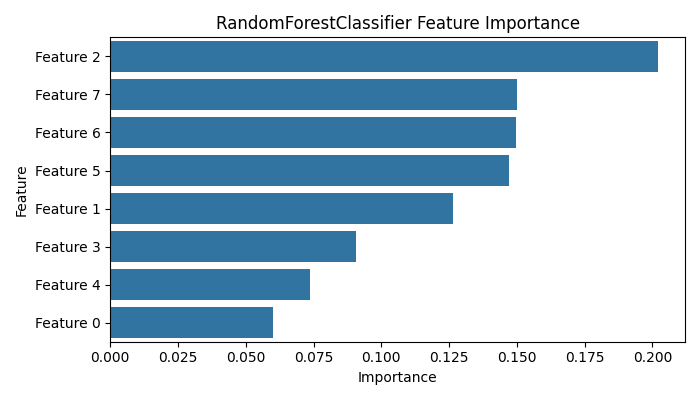 RandomForestClassifier Feature Importance
Feature 2
Feature 7
Feature 6
Feature 5
Feature 1
Feature 3
Feature 4
Feature 0
Feature
0.000 0.025 0.050 0.075 0.100 0.125 0.150 0.175 0.200
Importance